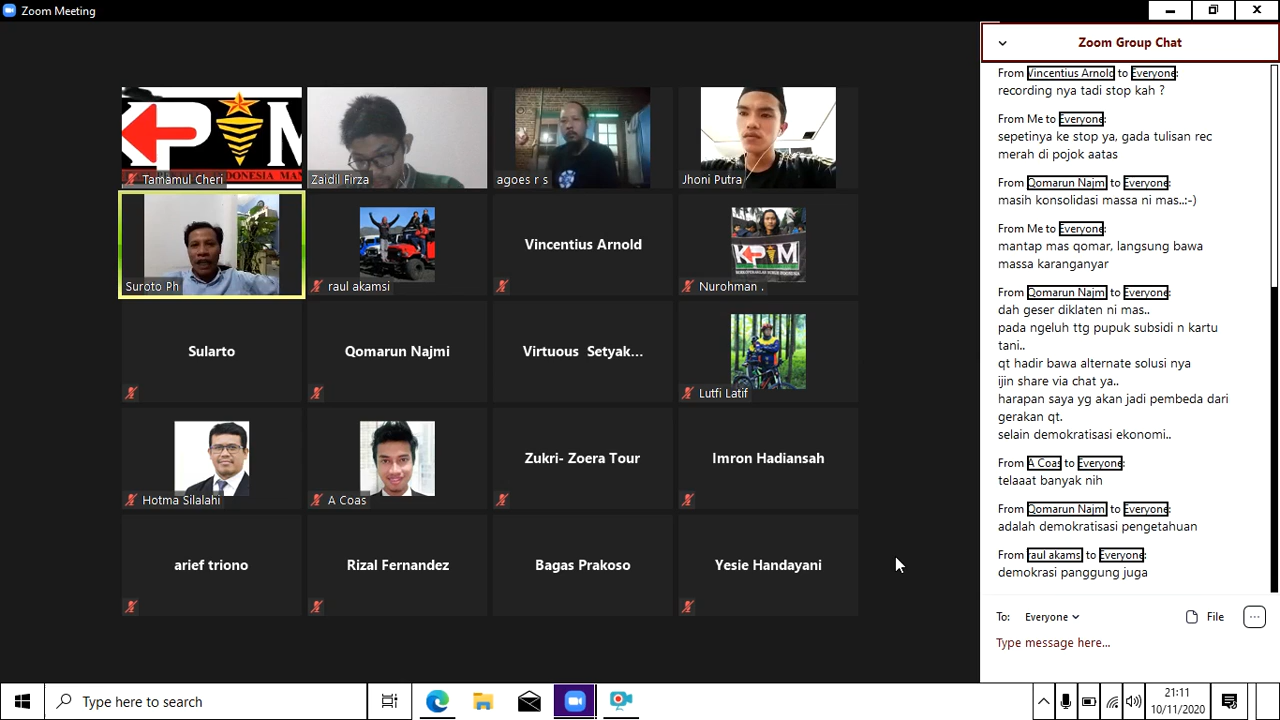 Zoom Meeting
Tamamul Cheri
Zaidil Firza
agoes r s
Jhoni Putra
Suroto Ph
raul akamsi
Vincentius Arnold
KPIM
Nurohman .
Sularto
Qomarun Najmi
Virtuous Setyak...
Lutfi Latif
Hotma Silalahi
A Coas
Zukri- Zoera Tour
Imron Hadiansah
arief triono
Rizal Fernandez
Bagas Prakoso
Yesie Handayani
Zoom Group Chat
From Vincentius Arnold to Everyone:
recording nya tadi stop kah ?
From Me to Everyone:
sepetinya ke stop ya, gada tulisan rec
merah di pojok aatas
From Qomarun Najmi to Everyone:
masih konsolidasi massa ni mas..:-)
From Me to Everyone:
mantap mas qomar, langsung bawa
massa karanganyar
From Qomarun Najmi to Everyone:
dah geser diklaten ni mas..
pada ngeluh ttg pupuk subsidi n kartu
tani..
qt hadir bawa alternate solusi nya
ijin share via chat ya..
harapan saya yg akan jadi pembeda dari
gerakan qt.
selain demokratisasi ekonomi..
From A Coas to Everyone:
telaaat banyak nih
From Qomarun Najmi to Everyone:
adalah demokratisasi pengetahuan
From raul akamsi to Everyone:
demokrasi panggung juga
To: Everyone File
Type message here...
Type here to search
21:11
10/11/2020